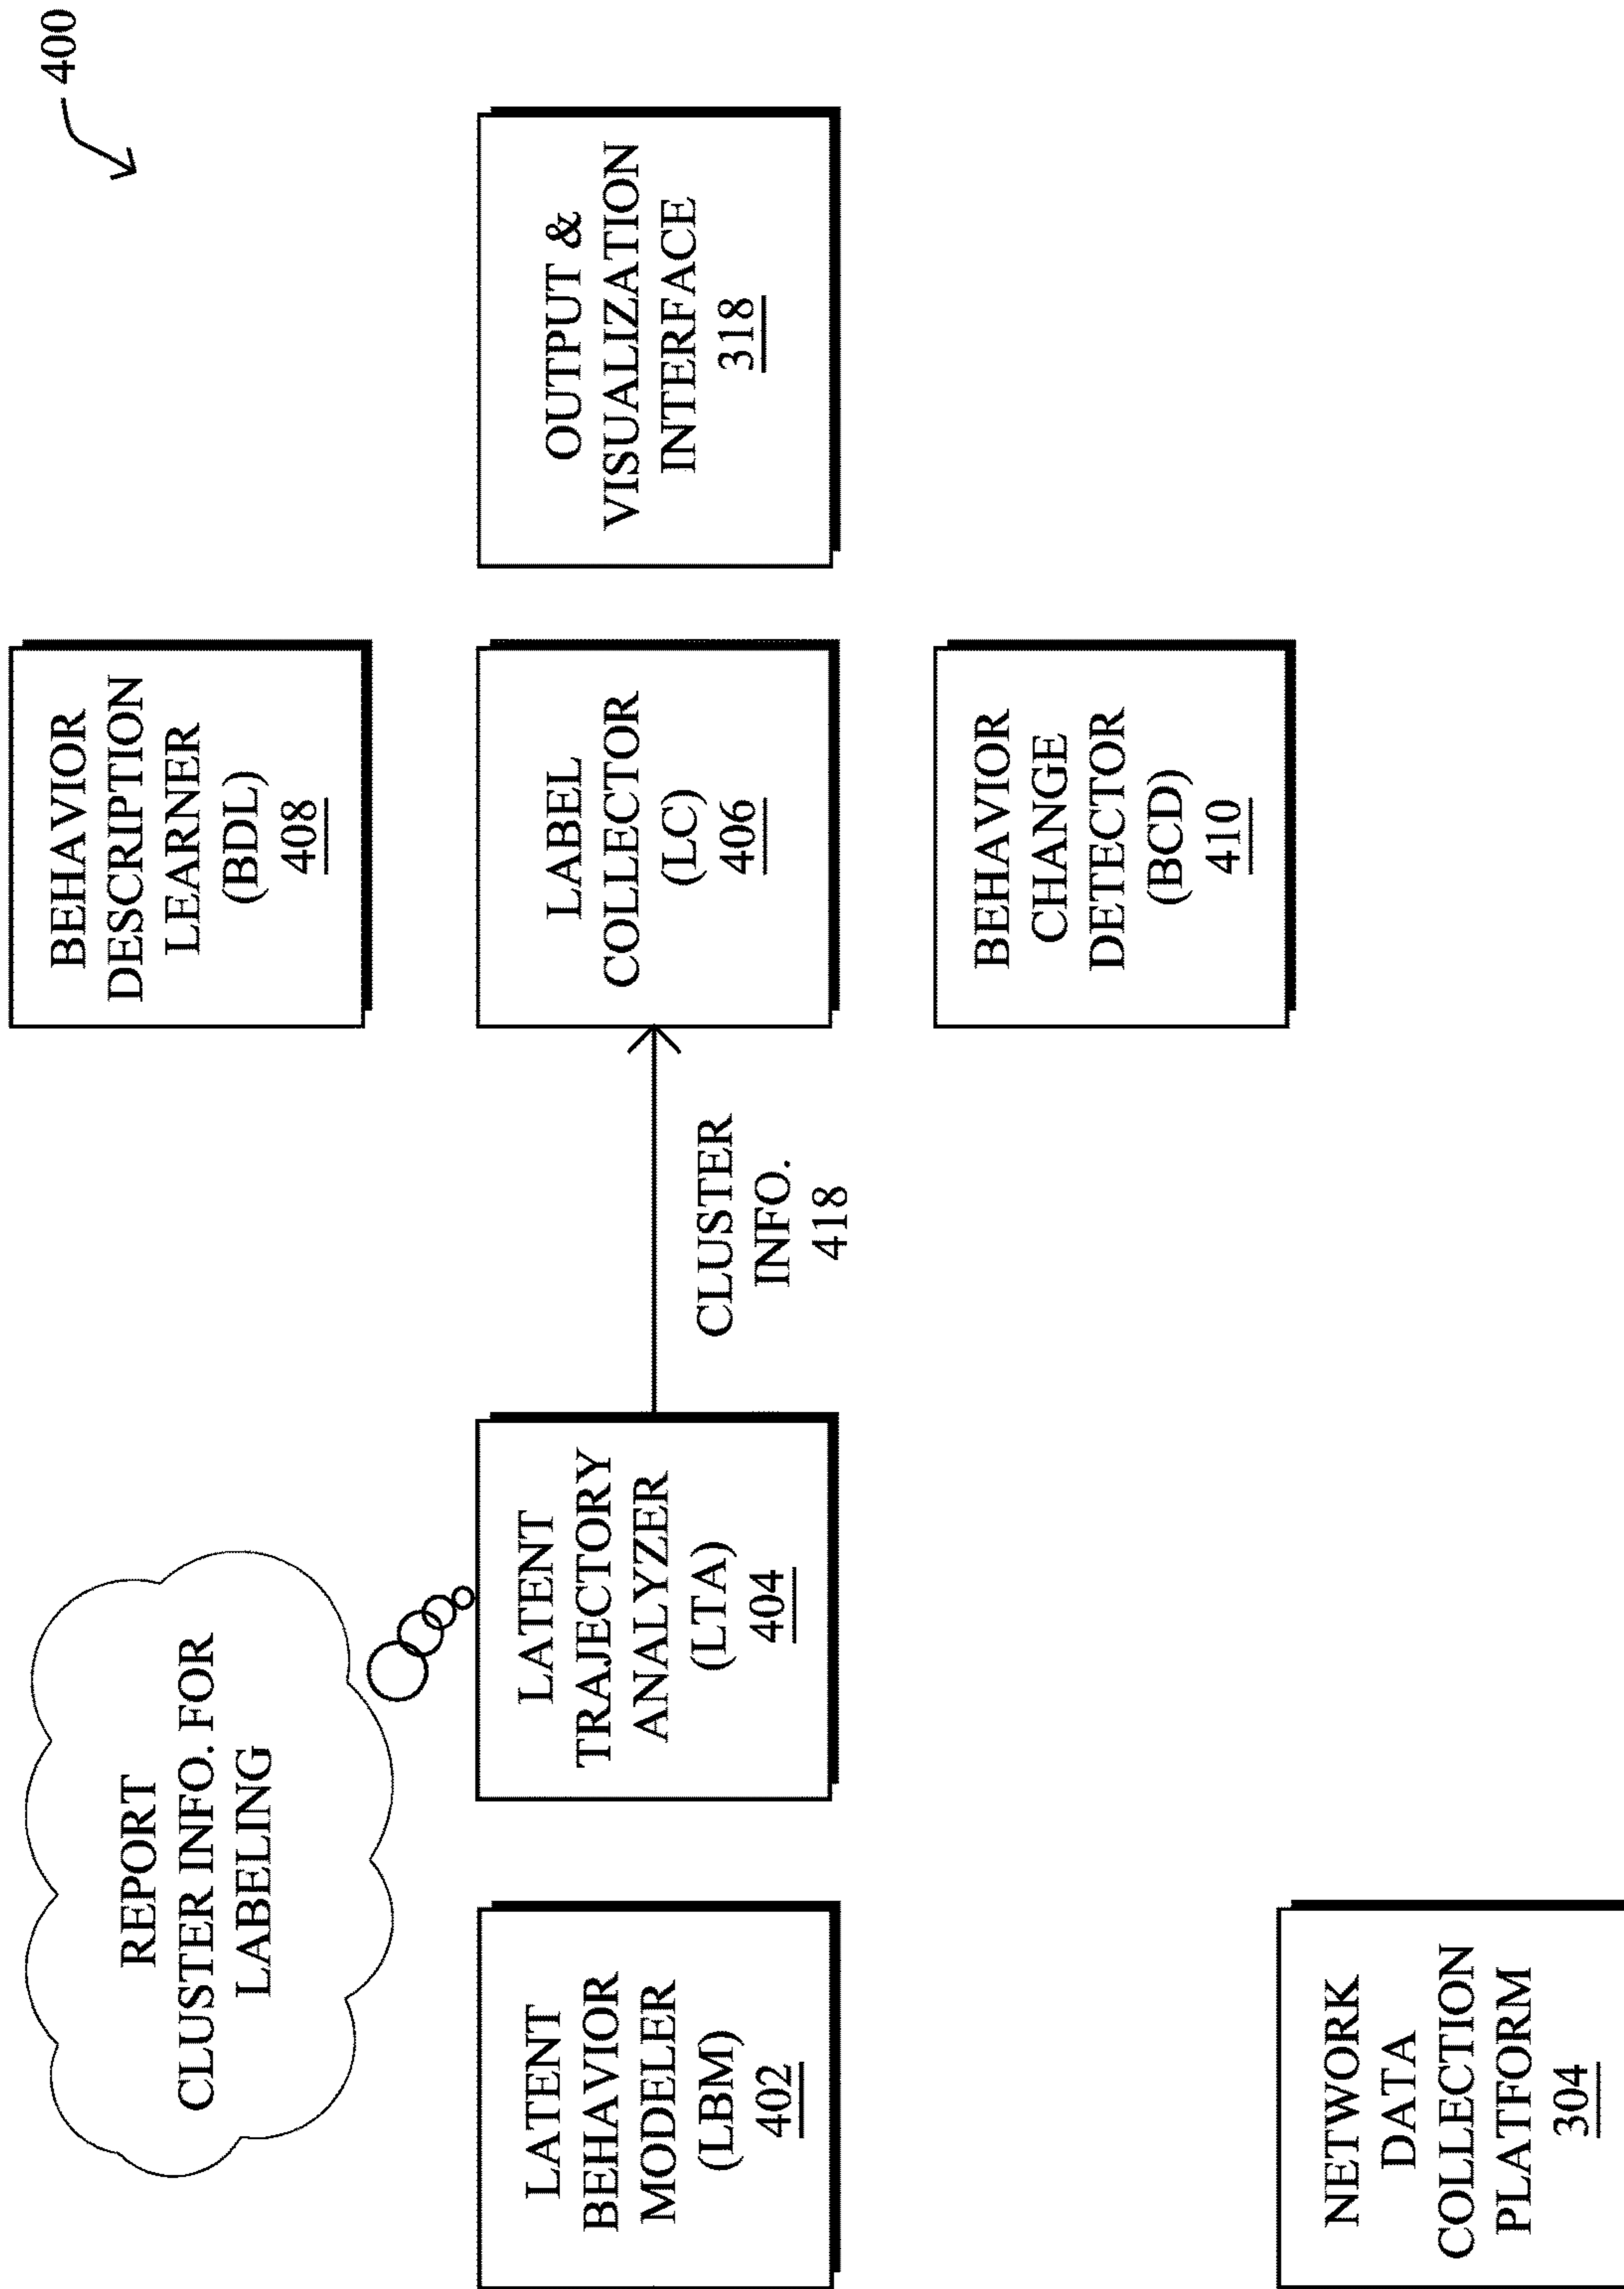 400
REPORT
CLUSTER INFO. FOR
LABELING
LATENT
BEHAVIOR
MODELER
(LBM)
402
LATENT
TRAJECTORY
ANALYZER
(LTA)
404
CLUSTER
INFO.
418
BEHAVIOR
DESCRIPTION
LEARNER
(BDL)
408
LABEL
COLLECTOR
(LC)
406
OUTPUT &
VISUALIZATION
INTERFACE
318
BEHAVIOR
CHANGE
DETECTOR
(BCD)
410
NETWORK
DATA
COLLECTION
PLATFORM
304